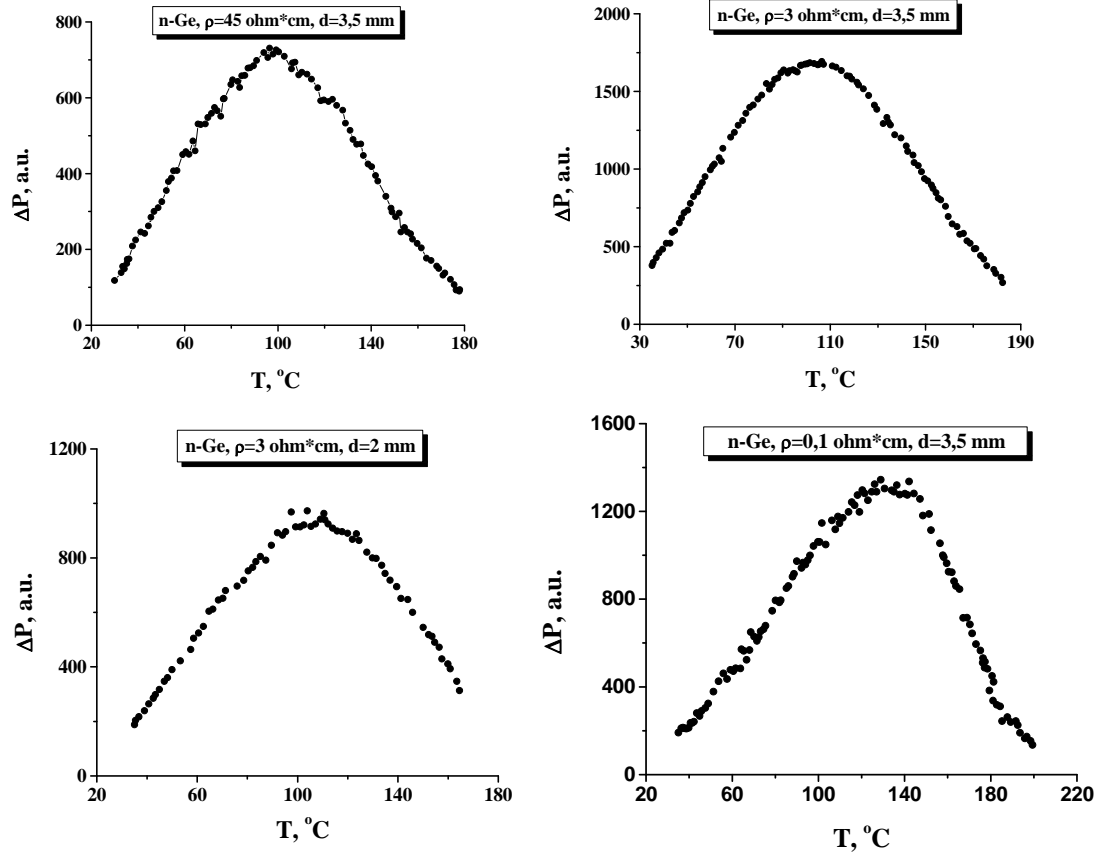 n-Ge, ρ=45 ohm*cm, d=3,5 mm
800
600
400
200
0
20 60 100 140 180
ΔP, a.u.
T, °C
n-Ge, ρ=3 ohm*cm, d=3,5 mm
2000
1500
1000
500
0
30 70 110 150 190
ΔP, a.u.
T, °C
n-Ge, ρ=3 ohm*cm, d=2 mm
1200
800
400
0
20 60 100 140 180
ΔP, a.u.
T, °C
n-Ge, ρ=0,1 ohm*cm, d=3,5 mm
1600
1200
800
400
0
20 60 100 140 180 220
ΔP, a.u.
T, °C